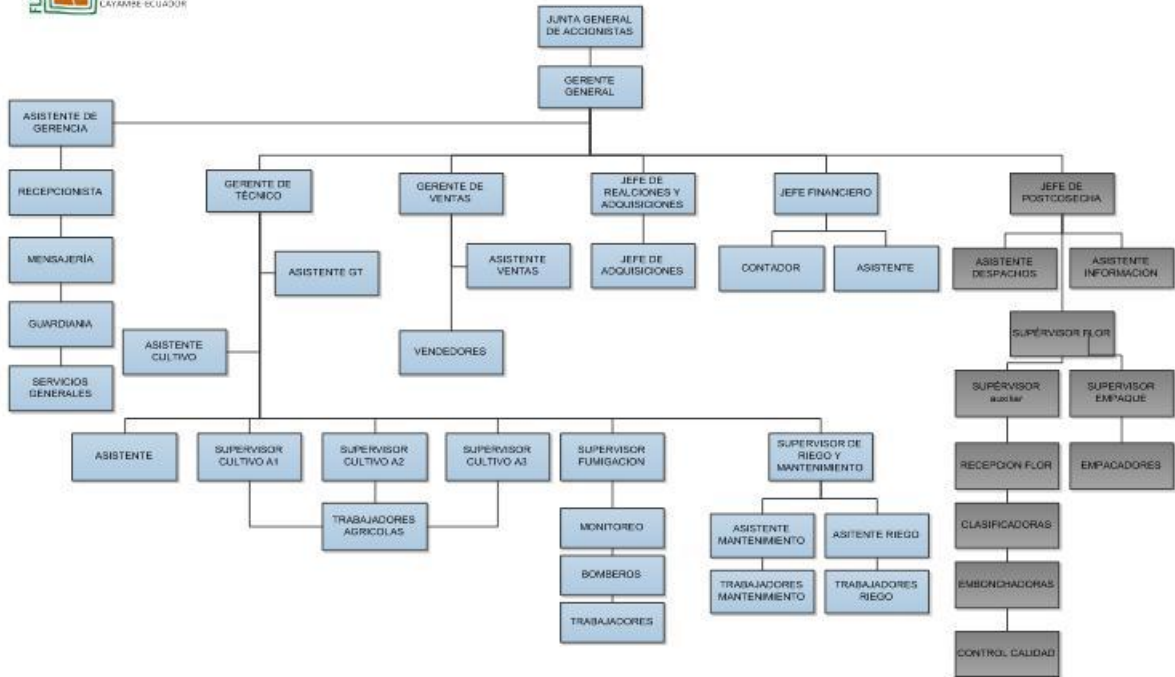 CAYAMBE-ECUADOR
JUNTA GENERAL
DE ACCIONISTAS
GERENTE
GENERAL
ASISTENTE DE
GERENCIA
RECEPCIONISTA
MENSAJERÍA
GUARDIANIA
SERVICIOS
GENERALES
GERENTE DE
TÉCNICO
GERENTE DE
VENTAS
JEFE DE
REALCIONES Y
ADQUISICIONES
JEFE FINANCIERO
JEFE DE
POSTCOSECHA
ASISTENTE GT
ASISTENTE
VENTAS
JEFE DE
ADQUISICIONES
CONTADOR
ASISTENTE
ASISTENTE
DESPACHOS
ASISTENTE
INFORMACION
ASISTENTE
CULTIVO
VENDEDORES
SUPÉRVISOR FLOR
SUPÉRVISOR
auxiliar
SUPERVISOR
EMPAQUE
ASISTENTE
SUPERVISOR
CULTIVO A1
SUPERVISOR
CULTIVO A2
SUPERVISOR
CULTIVO A3
SUPERVISOR
FUMIGACION
SUPERVISOR DE
RIEGO Y
MANTENIMIENTO
RECEPCION FLOR
EMPACADORES
TRABAJADORES
AGRICOLAS
MONITOREO
ASISTENTE
MANTENIMIENTO
ASITENTE RIEGO
CLASIFICADORAS
BOMBEROS
TRABAJADORES
MANTENIMIENTO
TRABAJADORES
RIEGO
EMBONCHADORAS
TRABAJADORES
CONTROL CALIDAD